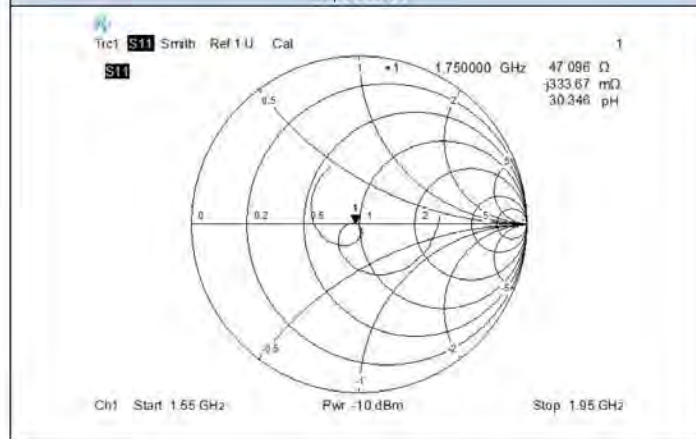 Trc1 S11 Smith Ref 1 U Cal 1
S11
•1 1.750000 GHz 47.096 Ω
-j333.67 mΩ
30.346 pH
1
0.5 2
5
0 0.2 0.5 1 2 5
1
-5
-0.5 -2
-1
Ch1 Start 1.55 GHz Pwr -10 dBm Stop 1.95 GHz